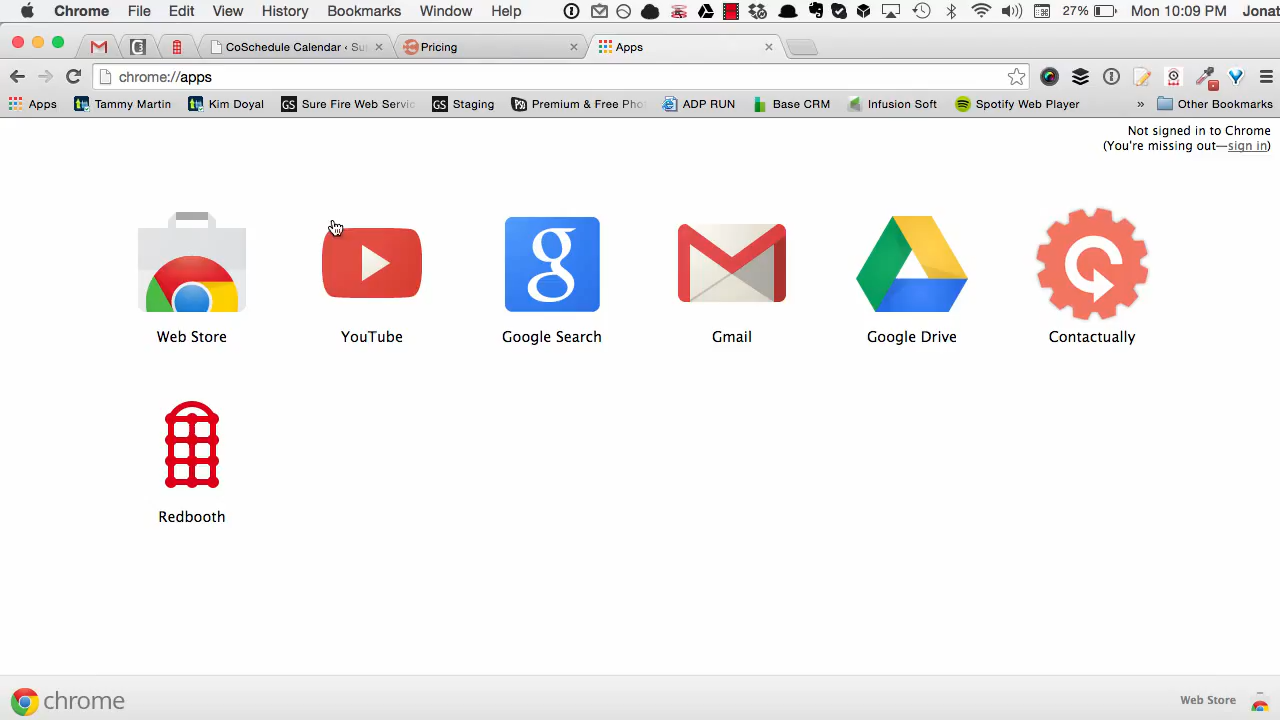 Chrome File Edit View History Bookmarks Window Help 27% Mon 10:09 PM Jonat
CoSchedule Calendar ‹ Su Pricing Apps
chrome://apps
Apps Tammy Martin Kim Doyal Sure Fire Web Servic Staging Premium & Free Pho ADP RUN Base CRM Infusion Soft Spotify Web Player » Other Bookmarks
Not signed in to Chrome
(You're missing out—sign in)
Web Store YouTube Google Search Gmail Google Drive Contactually
Redbooth
chrome Web Store